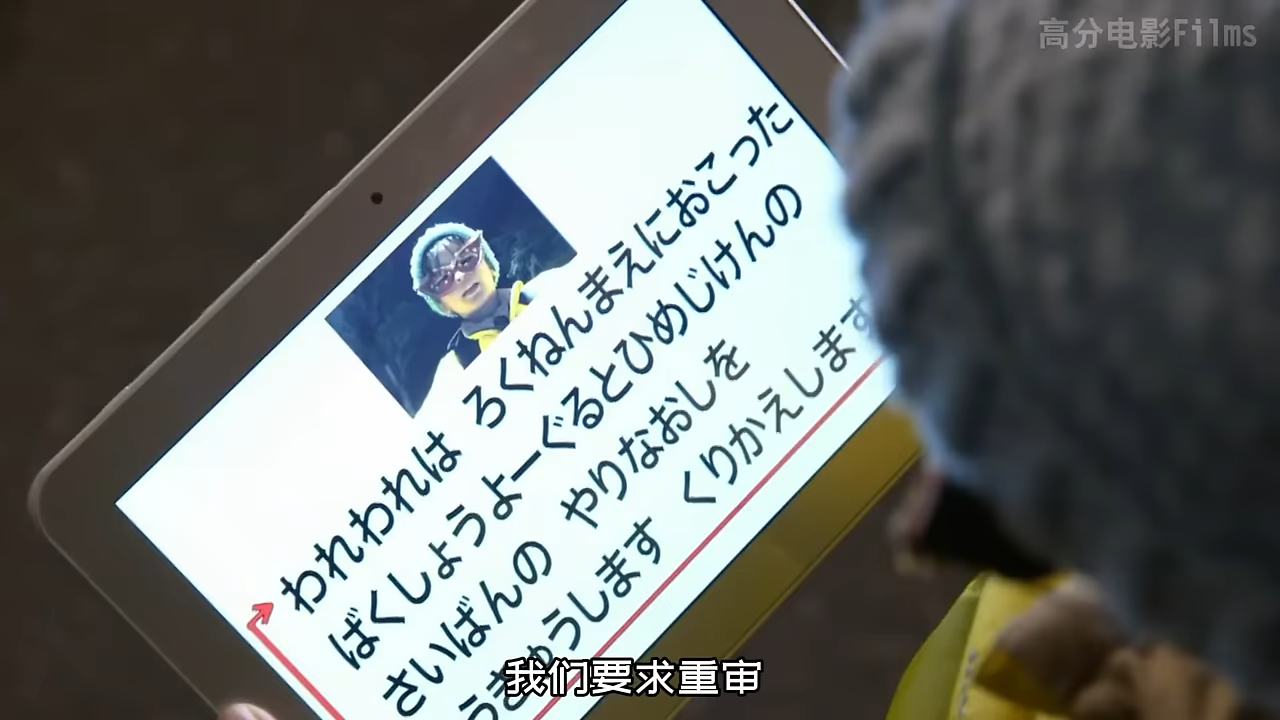 高分电影Films
われわれは ろくねんまえにおこった
ばくしょうよーぐるとひめじけんの
さいばんの やりなおしを
うきゅうします くりかえします
我们要求重审